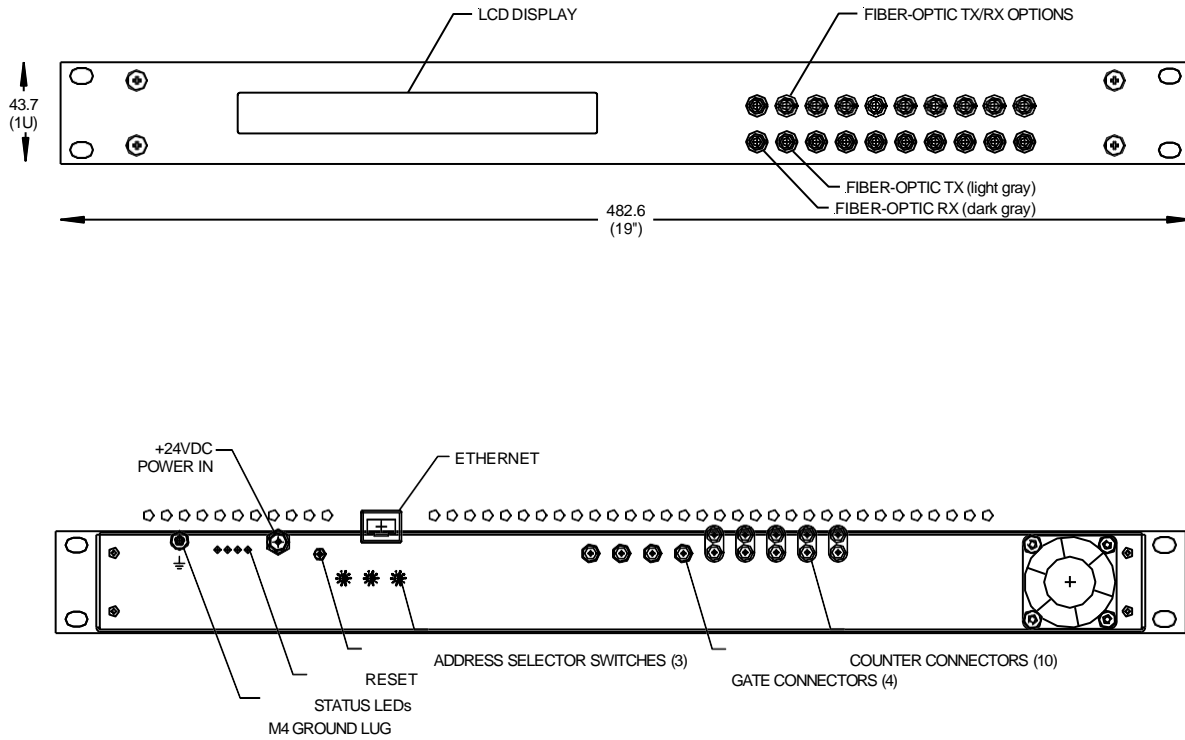 LCD DISPLAY
FIBER-OPTIC TX/RX OPTIONS
43.7
(1U)
FIBER-OPTIC TX (light gray)
FIBER-OPTIC RX (dark gray)
482.6
(19")
+24VDC
POWER IN
ETHERNET
ADDRESS SELECTOR SWITCHES (3)
COUNTER CONNECTORS (10)
RESET
GATE CONNECTORS (4)
STATUS LEDs
M4 GROUND LUG